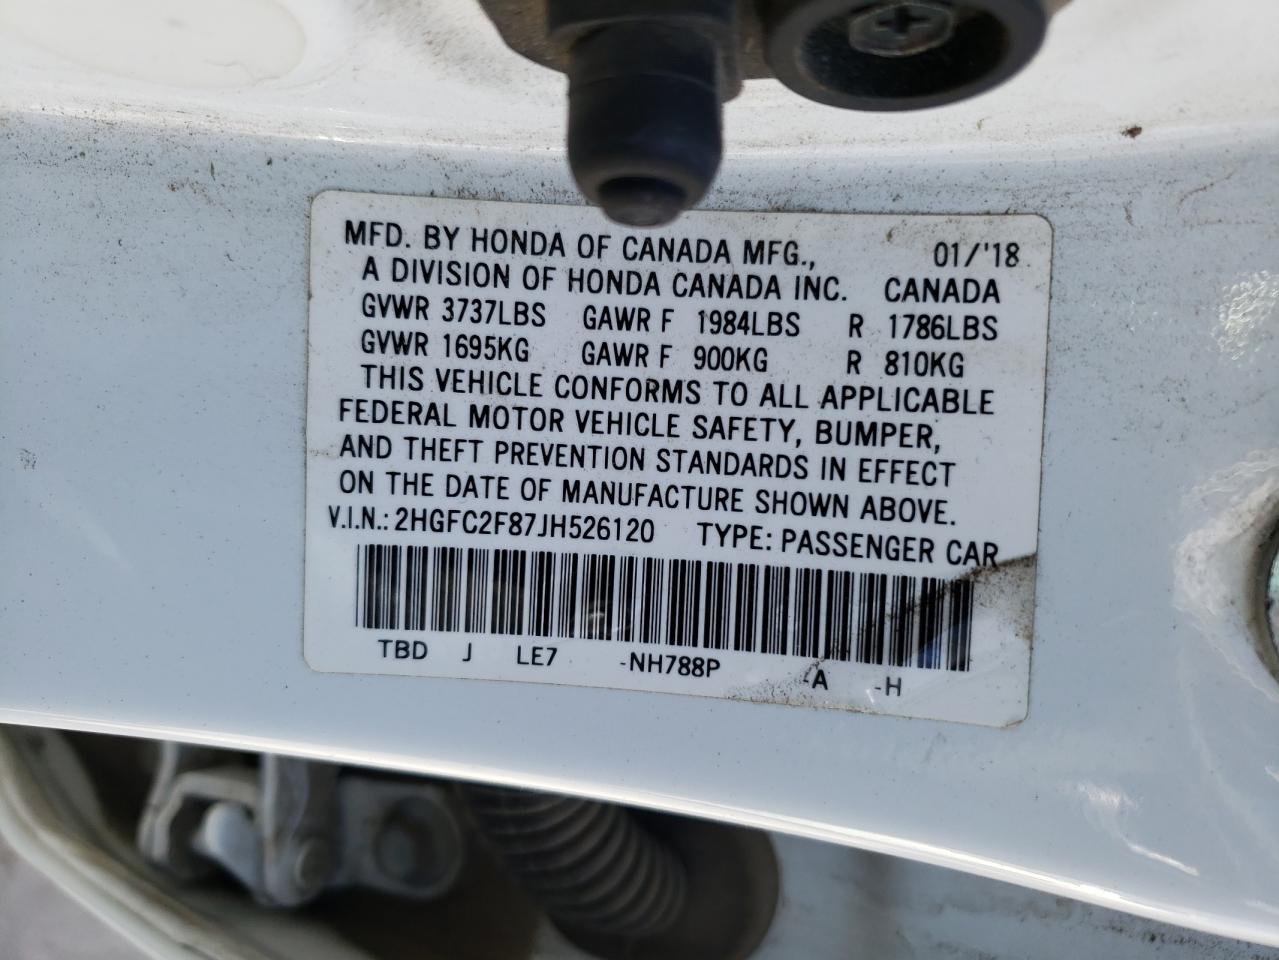 MFD. BY HONDA OF CANADA MFG., 01/'18
A DIVISION OF HONDA CANADA INC. CANADA
GVWR 3737LBS GAWR F 1984LBS R 1786LBS
GVWR 1695KG GAWR F 900KG R 810KG
THIS VEHICLE CONFORMS TO ALL APPLICABLE
FEDERAL MOTOR VEHICLE SAFETY, BUMPER,
AND THEFT PREVENTION STANDARDS IN EFFECT
ON THE DATE OF MANUFACTURE SHOWN ABOVE.
V.I.N.: 2HGFC2F87JH526120 TYPE: PASSENGER CAR
TBD J LE7 -NH788P -A -H